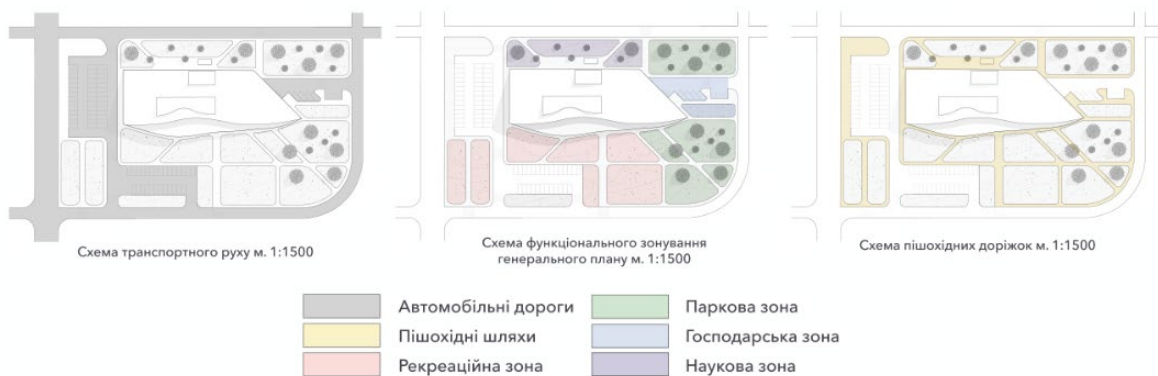 Схема транспортного руху м. 1:1500
Схема функціонального зонування
генерального плану м. 1:1500
Схема пішохідних доріжок м. 1:1500
Автомобільні дороги
Паркова зона
Пішохідні шляхи
Господарська зона
Рекреаційна зона
Наукова зона